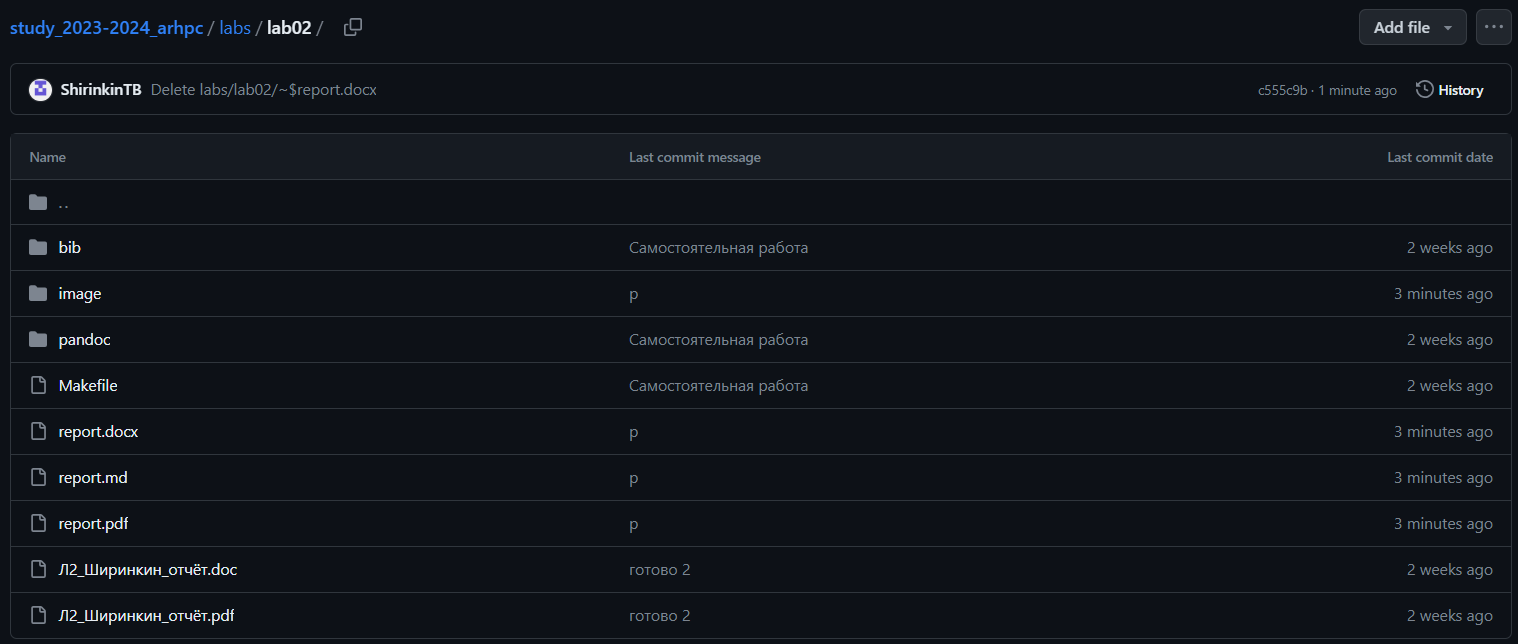 study_2023-2024_arhpc / labs / lab02 / Add file ...
ShirinkinTB Delete labs/lab02/~$report.docx c555c9b · 1 minute ago History
Name Last commit message Last commit date
..
bib Самостоятельная работа 2 weeks ago
image p 3 minutes ago
pandoc Самостоятельная работа 2 weeks ago
Makefile Самостоятельная работа 2 weeks ago
report.docx p 3 minutes ago
report.md p 3 minutes ago
report.pdf p 3 minutes ago
Л2_Ширинкин_отчёт.doc готово 2 2 weeks ago
Л2_Ширинкин_отчёт.pdf готово 2 2 weeks ago